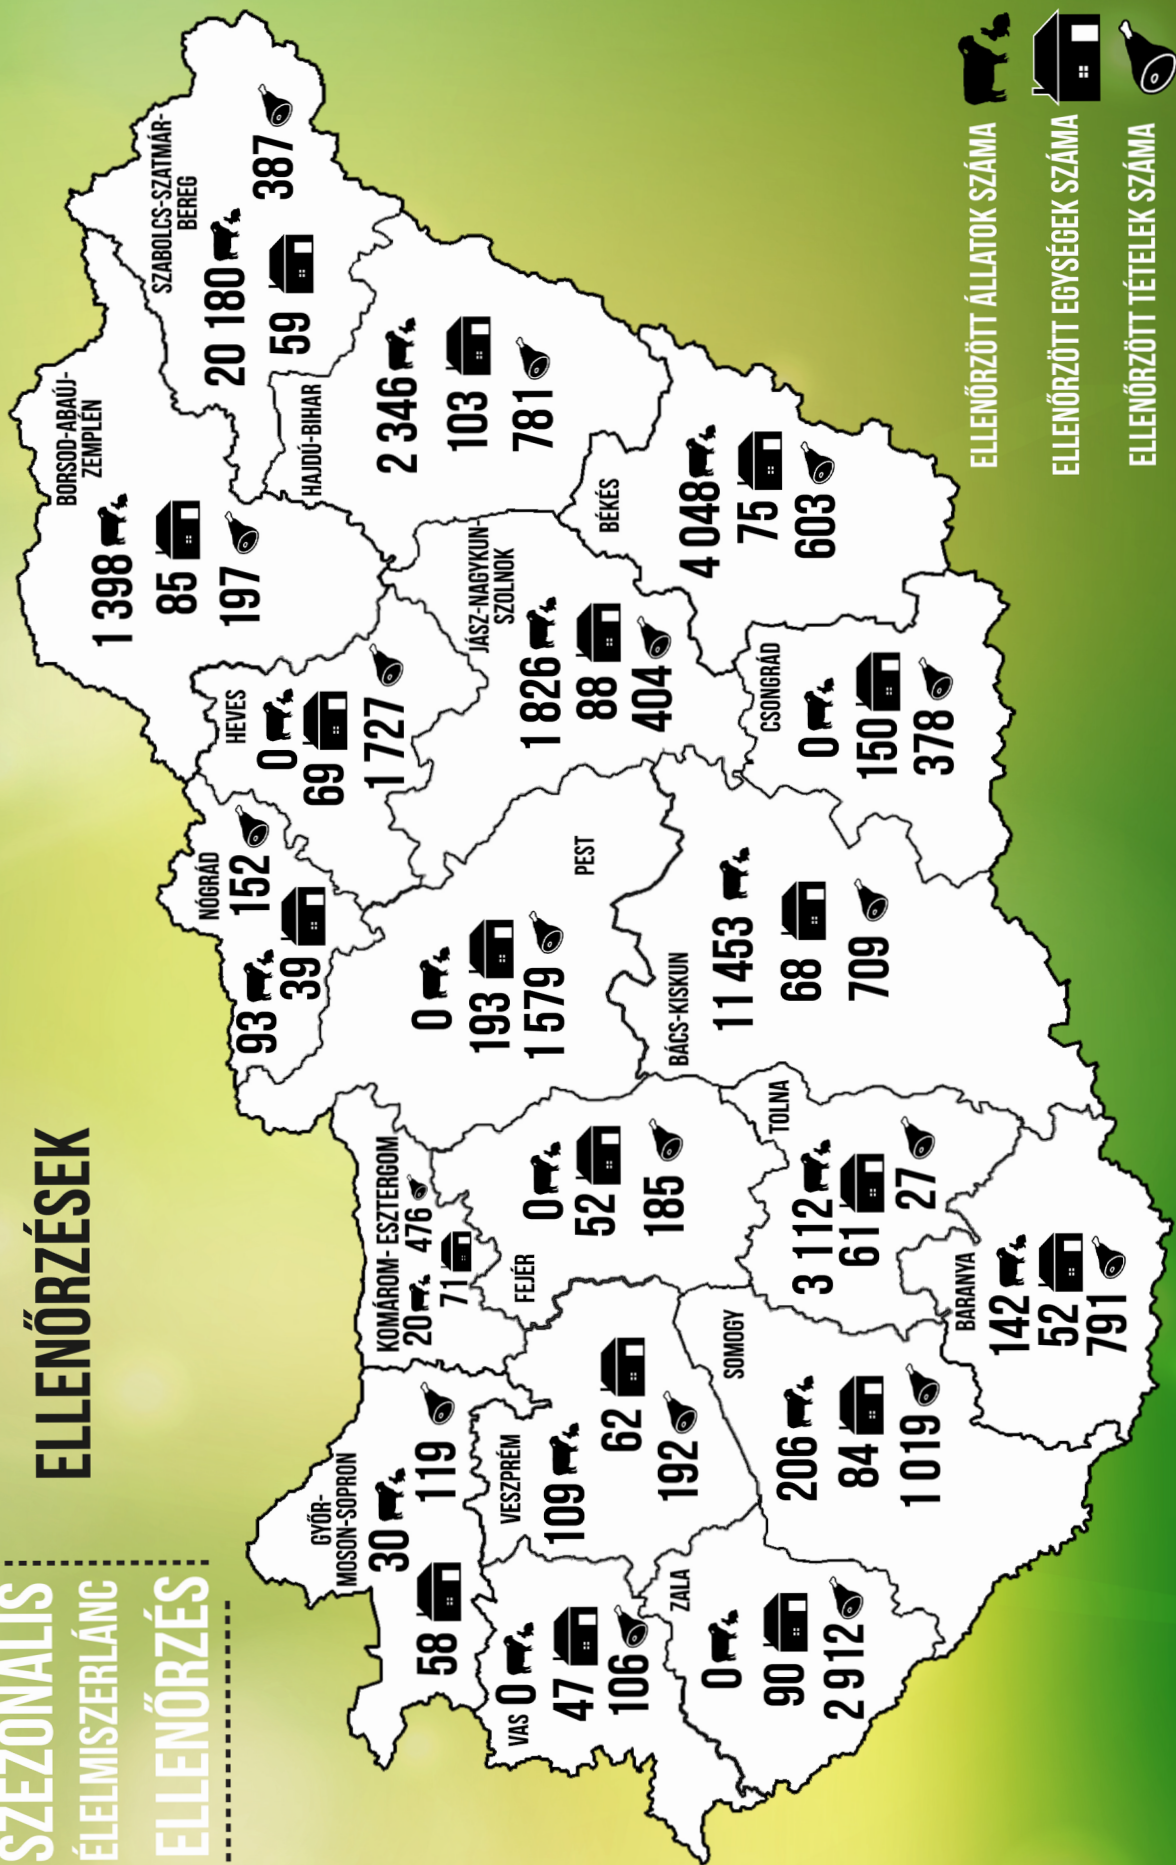 SZEZONÁLIS
ÉLELMISZERLÁNC
ELLENŐRZÉS
ELLENŐRZÉSEK
GYŐR-
MOSON-SOPRON
30
58
119
VAS 0
47
106
ZALA
0
90
2 912
VESZPRÉM
109
62
192
SOMOGY
206
84
1 019
KOMÁROM- ESZTERGOM
20
476
71
FEJÉR
0
52
185
TOLNA
3 112
61
27
BARANYA
142
52
791
NÓGRÁD
93
152
39
PEST
0
193
1 579
BÁCS-KISKUN
11 453
68
709
HEVES
0
69
1 727
JÁSZ-NAGYKUN-
SZOLNOK
1 826
88
404
CSONGRÁD
0
150
378
BORSOD-ABAÚJ-
ZEMPLÉN
1 398
85
197
SZABOLCS-SZATMÁR-
BEREG
20 180
59
387
HAJDÚ-BIHAR
2 346
103
781
BÉKÉS
4 048
75
603
ELLENŐRZÖTT ÁLLATOK SZÁMA
ELLENŐRZÖTT EGYSÉGEK SZÁMA
ELLENŐRZÖTT TÉTELEK SZÁMA